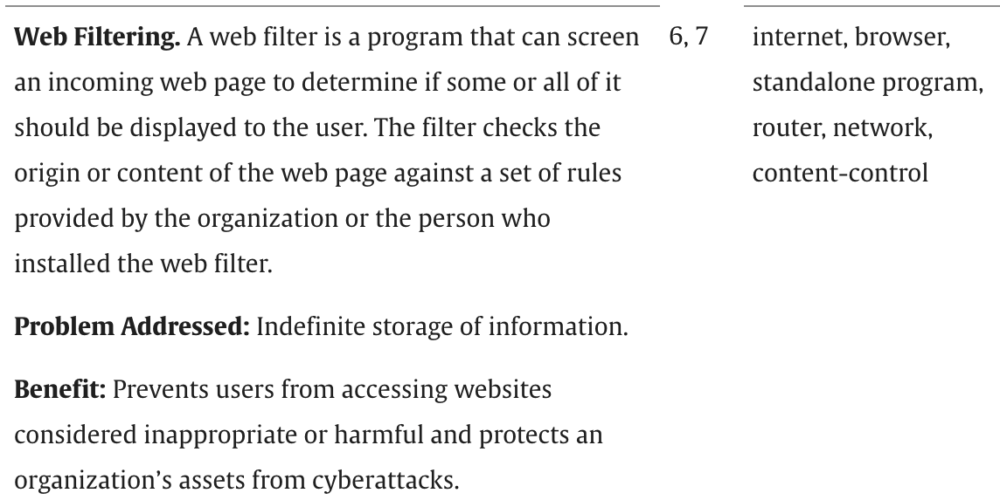 Web Filtering. A web filter is a program that can screen
an incoming web page to determine if some or all of it
should be displayed to the user. The filter checks the
origin or content of the web page against a set of rules
provided by the organization or the person who
installed the web filter.
Problem Addressed: Indefinite storage of information.
Benefit: Prevents users from accessing websites
considered inappropriate or harmful and protects an
organization’s assets from cyberattacks.
6, 7
internet, browser,
standalone program,
router, network,
content-control